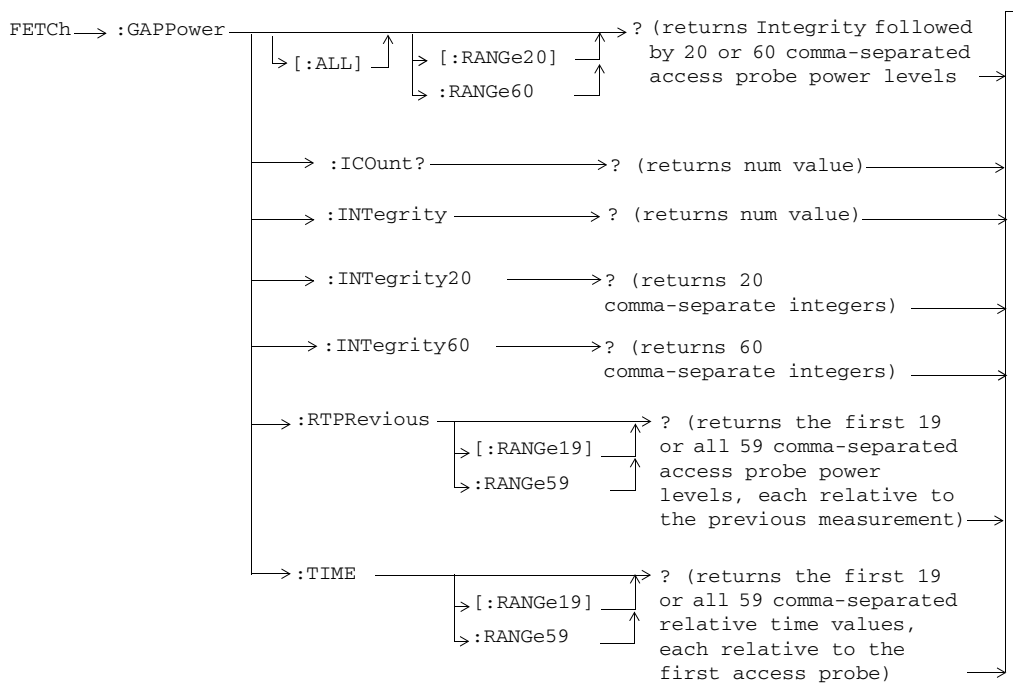 FETCh :GAPPower ? (returns Integrity followed
by 20 or 60 comma-separated
access probe power levels
[:ALL] [:RANGe20]
:RANGe60
:ICOunt? ? (returns num value)
:INTegrity ? (returns num value)
:INTegrity20 ? (returns 20
comma-separate integers)
:INTegrity60 ? (returns 60
comma-separate integers)
:RTPRevious ? (returns the first 19
[:RANGe19] or all 59 comma-separated
access probe power
:RANGe59 levels, each relative to
the previous measurement)
:TIME ? (returns the first 19
[:RANGe19] or all 59 comma-separated
relative time values,
:RANGe59 each relative to the
first access probe)